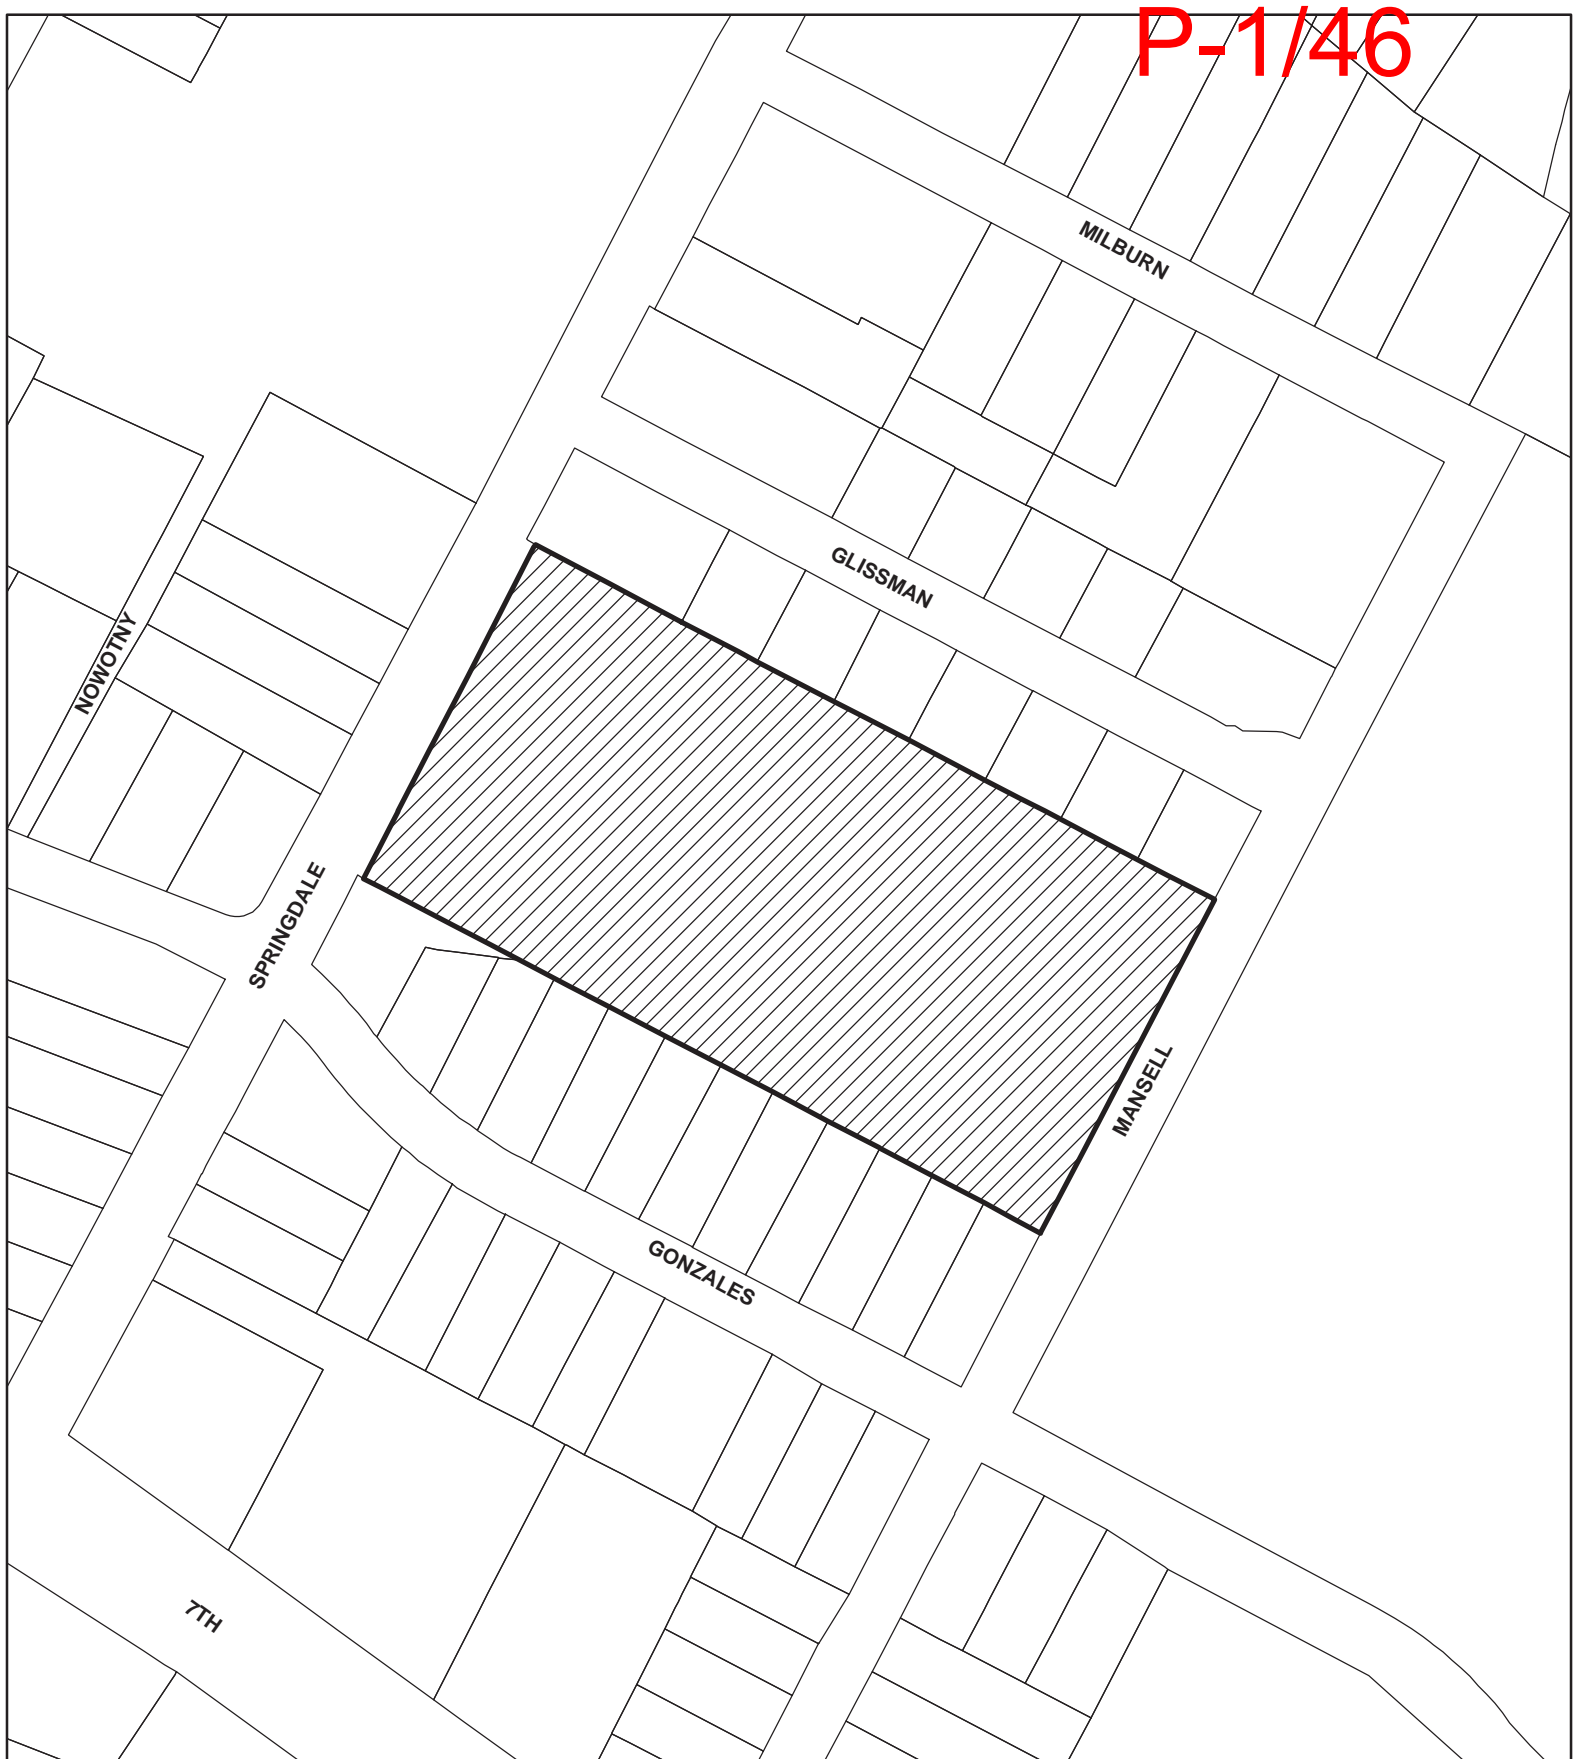 P-1/46
MILBURN
GLISSMAN
NOWOTNY
SPRINGDALE
MANSELL
GONZALES
7TH